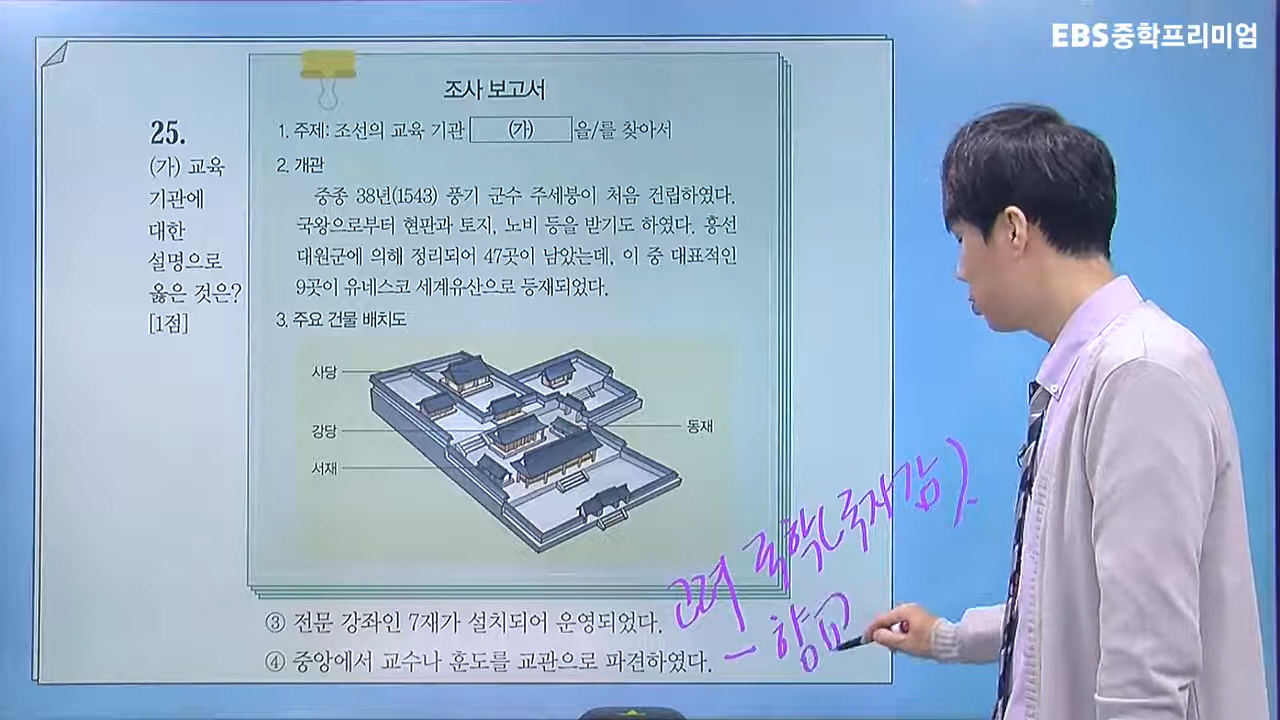 EBS중학프리미엄
조사 보고서
25.
(가) 교육
기관에
대한
설명으로
옳은 것은?
[1점]
1. 주제: 조선의 교육 기관 (가) 을/를 찾아서
2. 개관
중종 38년(1543) 풍기 군수 주세붕이 처음 건립하였다.
국왕으로부터 현판과 토지, 노비 등을 받기도 하였다. 흥선
대원군에 의해 정리되어 47곳이 남았는데, 이 중 대표적인
9곳이 유네스코 세계유산으로 등재되었다.
3. 주요 건물 배치도
사당
강당
동재
서재
고려 국학(국자감)
③ 전문 강좌인 7재가 설치되어 운영되었다.
④ 중앙에서 교수나 훈도를 교관으로 파견하였다.
- 향교